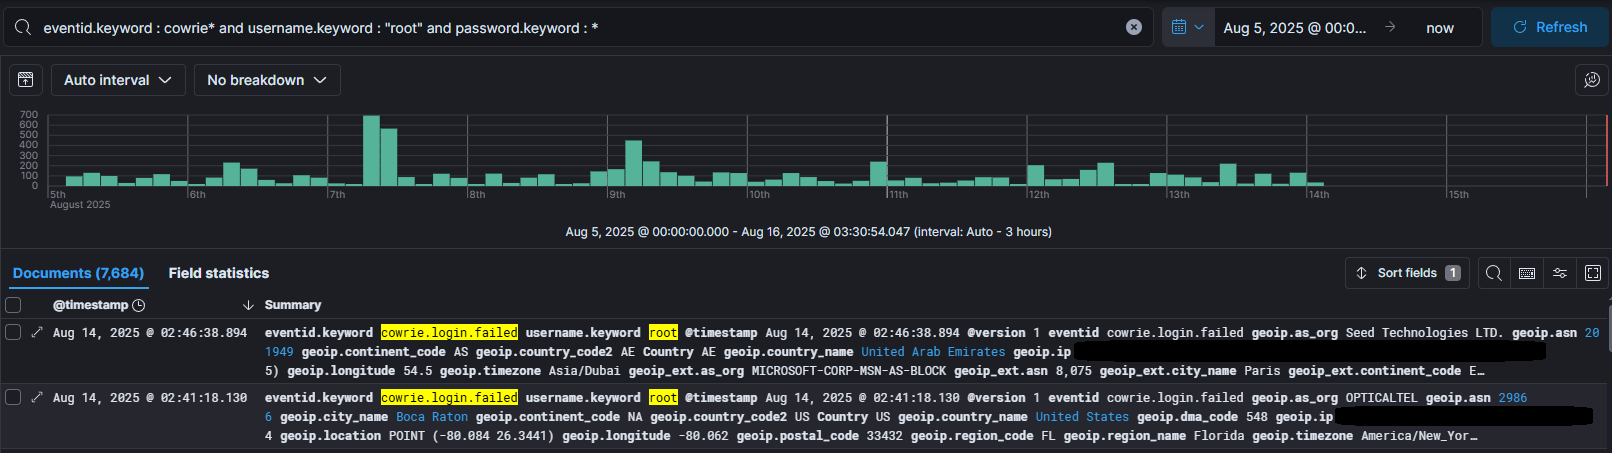 eventid.keyword : cowrie* and username.keyword : "root" and password.keyword : *
Aug 5, 2025 @ 00:0... → now
Refresh
Auto interval
No breakdown
700
600
500
400
300
200
100
0
5th 6th 7th 8th 9th 10th 11th 12th 13th 14th 15th
August 2025
Aug 5, 2025 @ 00:00:00.000 - Aug 16, 2025 @ 03:30:54.047 (interval: Auto - 3 hours)
Documents (7,684) Field statistics
Sort fields 1
@timestamp Summary
Aug 14, 2025 @ 02:46:38.894 eventid.keyword cowrie.login.failed username.keyword root @timestamp Aug 14, 2025 @ 02:46:38.894 @version 1 eventid cowrie.login.failed geoip.as_org Seed Technologies LTD. geoip.asn 20
1949 geoip.continent_code AS geoip.country_code2 AE Country AE geoip.country_name United Arab Emirates geoip.ip
5) geoip.longitude 54.5 geoip.timezone Asia/Dubai geoip_ext.as_org MICROSOFT-CORP-MSN-AS-BLOCK geoip_ext.asn 8,075 geoip_ext.city_name Paris geoip_ext.continent_code E…
Aug 14, 2025 @ 02:41:18.130 eventid.keyword cowrie.login.failed username.keyword root @timestamp Aug 14, 2025 @ 02:41:18.130 @version 1 eventid cowrie.login.failed geoip.as_org OPTICALTEL geoip.asn 2986
6 geoip.city_name Boca Raton geoip.continent_code NA geoip.country_code2 US Country US geoip.country_name United States geoip.dma_code 548 geoip.ip
4 geoip.location POINT (-80.084 26.3441) geoip.longitude -80.062 geoip.postal_code 33432 geoip.region_code FL geoip.region_name Florida geoip.timezone America/New_Yor…